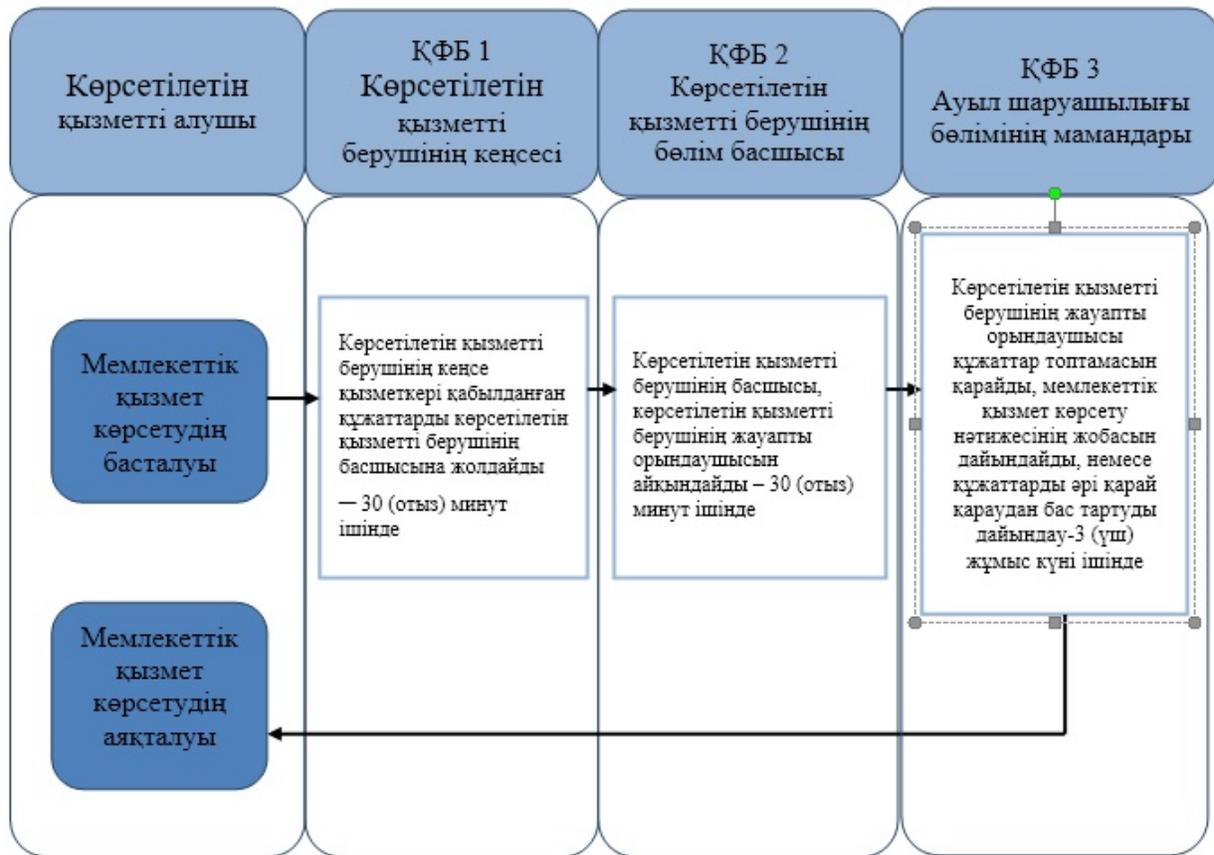 Көрсетілетін
қызметті алушы
ҚФБ 1
Көрсетілетін
қызметті
берушінің кеңсесі
ҚФБ 2
Көрсетілетін
қызметті берушінің
бөлім басшысы
ҚФБ 3
Ауыл шаруашылығы
бөлімінің мамандары
Мемлекеттік
қызмет
көрсетудің
басталуы
Көрсетілетін қызметті
берушінің кеңсе
қызметкері қабылданған
құжаттарды көрсетілетін
қызметті берушінің
басшысына жолдайды
— 30 (отыз) минут
ішінде
Көрсетілетін қызметті
берушінің басшысы,
көрсетілетін қызметті
берушінің жауапты
орындаушысын
айқындайды – 30 (отыз)
минут ішінде
Көрсетілетін қызметті
берушінің жауапты
орындаушысы
құжаттар топтамасын
қарайды, мемлекеттік
қызмет көрсету
нәтижесінің жобасын
дайындайды, немесе
құжаттарды әрі қарай
қараудан бас тартуды
дайындау-3 (үш)
жұмыс күні ішінде
Мемлекеттік
қызмет
көрсетудің
аяқталуы